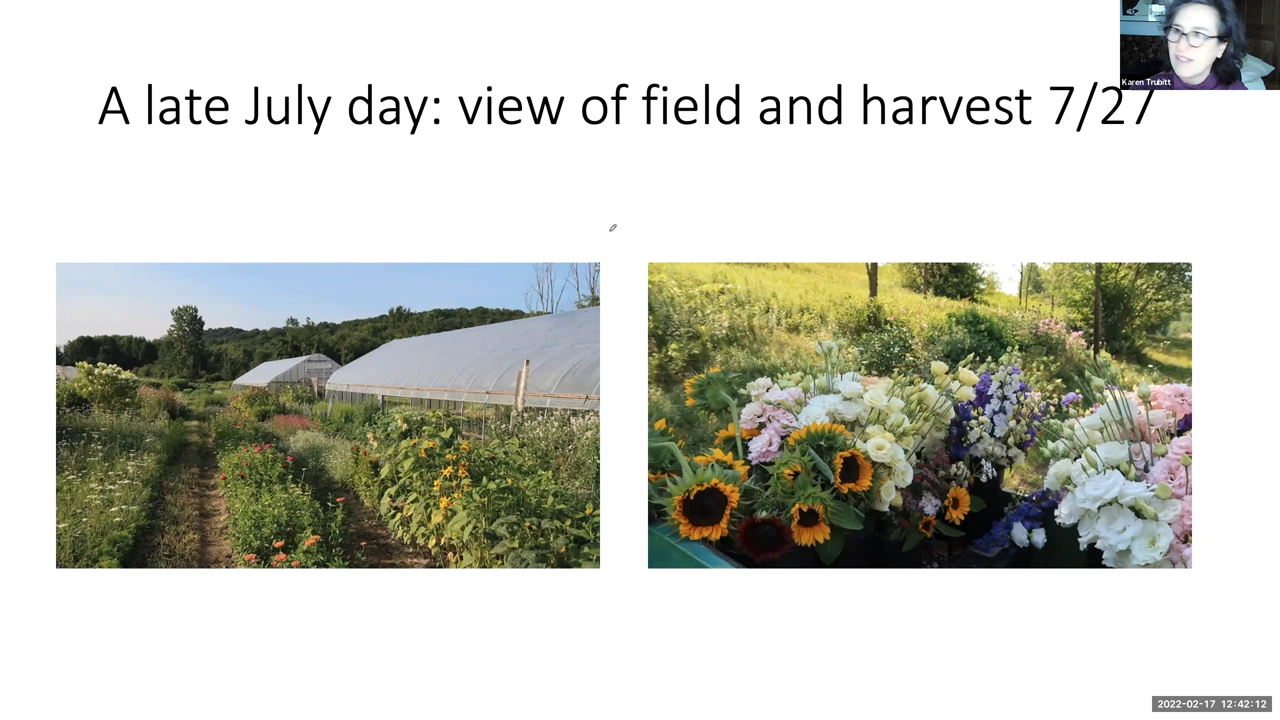 Karen Trubitt
A late July day: view of field and harvest 7/27
2022-02-17 12:42:12